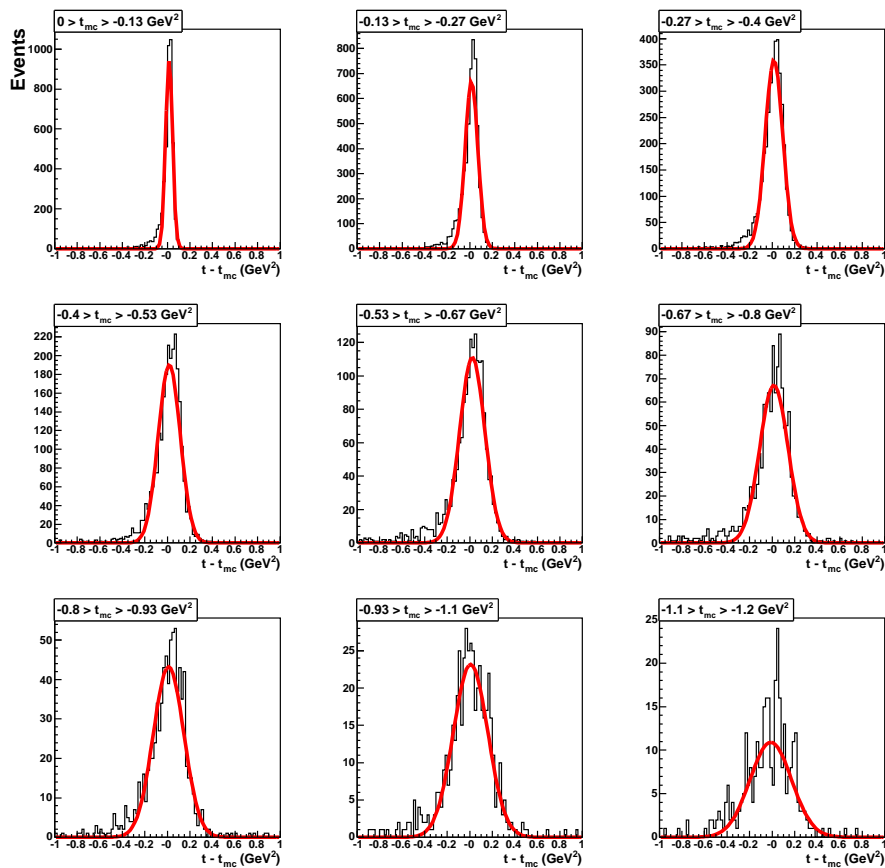 0 > t_mc > -0.13 GeV²
-0.13 > t_mc > -0.27 GeV²
-0.27 > t_mc > -0.4 GeV²
Events
1000
800
600
400
200
0
800
700
600
500
400
300
200
100
0
400
350
300
250
200
150
100
50
0
-1 -0.8 -0.6 -0.4 -0.2 -0 0.2 0.4 0.6 0.8 1
-1 -0.8 -0.6 -0.4 -0.2 -0 0.2 0.4 0.6 0.8 1
-1 -0.8 -0.6 -0.4 -0.2 -0 0.2 0.4 0.6 0.8 1
t - t_mc (GeV²)
t - t_mc (GeV²)
t - t_mc (GeV²)
-0.4 > t_mc > -0.53 GeV²
-0.53 > t_mc > -0.67 GeV²
-0.67 > t_mc > -0.8 GeV²
220
200
180
160
140
120
100
80
60
40
20
0
120
100
80
60
40
20
0
90
80
70
60
50
40
30
20
10
0
-1 -0.8 -0.6 -0.4 -0.2 -0 0.2 0.4 0.6 0.8 1
-1 -0.8 -0.6 -0.4 -0.2 -0 0.2 0.4 0.6 0.8 1
-1 -0.8 -0.6 -0.4 -0.2 -0 0.2 0.4 0.6 0.8 1
t - t_mc (GeV²)
t - t_mc (GeV²)
t - t_mc (GeV²)
-0.8 > t_mc > -0.93 GeV²
-0.93 > t_mc > -1.1 GeV²
-1.1 > t_mc > -1.2 GeV²
50
40
30
20
10
0
25
20
15
10
5
0
25
20
15
10
5
0
-1 -0.8 -0.6 -0.4 -0.2 -0 0.2 0.4 0.6 0.8 1
-1 -0.8 -0.6 -0.4 -0.2 -0 0.2 0.4 0.6 0.8 1
-1 -0.8 -0.6 -0.4 -0.2 -0 0.2 0.4 0.6 0.8 1
t - t_mc (GeV²)
t - t_mc (GeV²)
t - t_mc (GeV²)